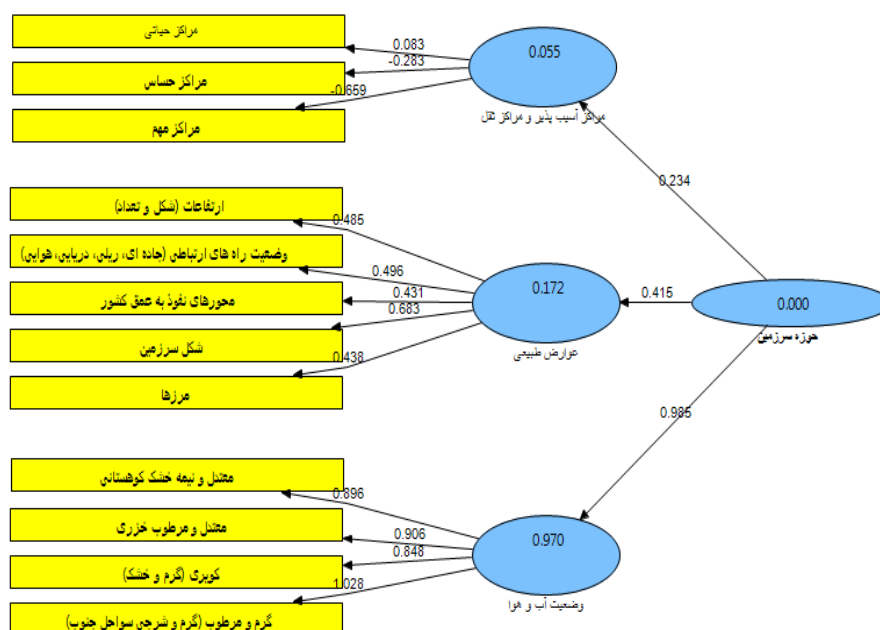 مراکز حیاتی
0.083
مراکز حساس
-0.283
مراکز مهم
-0.659
0.055
مراکز آسیب پذیر و مراکز ثقل
0.234
ارتفاعات (شکل و تعداد)
0.485
وضعیت راه های ارتباطی (جاده ای، ریلی، دریایی، هوایی)
0.496
محورهای نفوذ به عمق کشور
0.431
شکل سرزمین
0.683
مرزها
0.438
0.172
عوارض طبیعی
0.415
0.000
حوزه سرزمین
0.985
معتدل و نیمه خشک کوهستانی
0.896
معتدل و مرطوب خزری
0.906
کویری (گرم و خشک)
0.848
گرم و مرطوب (گرم و شرجی سواحل جنوب)
1.028
0.970
وضعیت آب و هوا